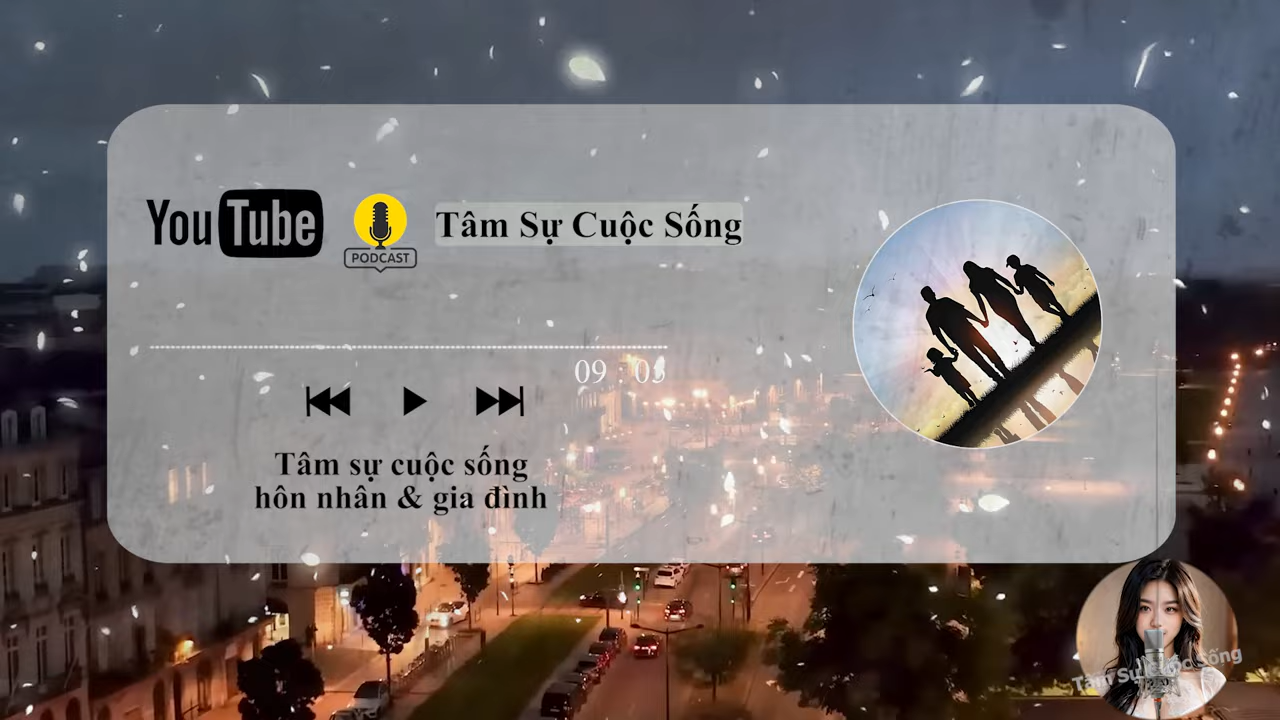 YouTube
PODCAST
Tâm Sự Cuộc Sống
09 : 05
Tâm sự cuộc sống
hôn nhân & gia đình
Tâm Sự Cuộc Sống